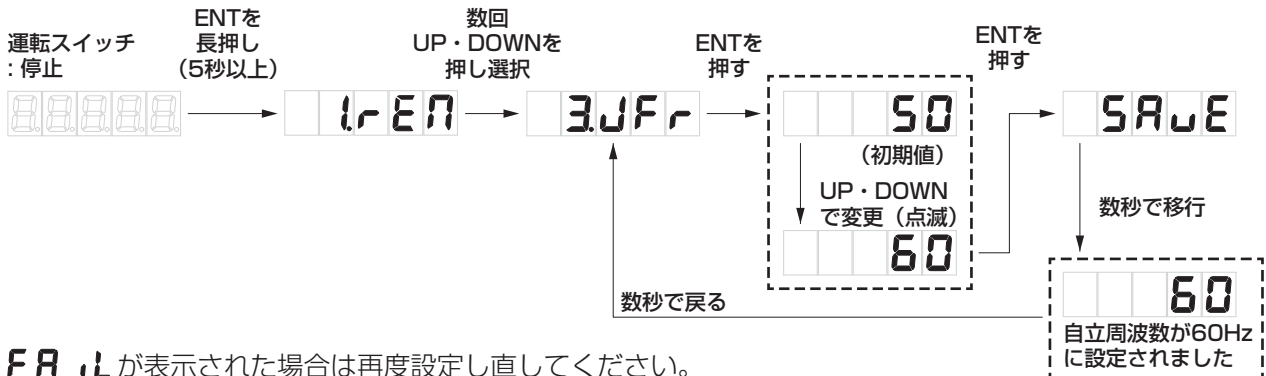 運転スイッチ
: 停止
ENTを
長押し
(5秒以上)
1.rEM
数回
UP・DOWNを
押し選択
3.JFr
ENTを
押す
50
(初期値)
UP・DOWN
で変更(点滅)
60
ENTを
押す
SAvE
数秒で移行
60
自立周波数が60Hz
に設定されました
数秒で戻る
FAiLが表示された場合は再度設定し直してください。